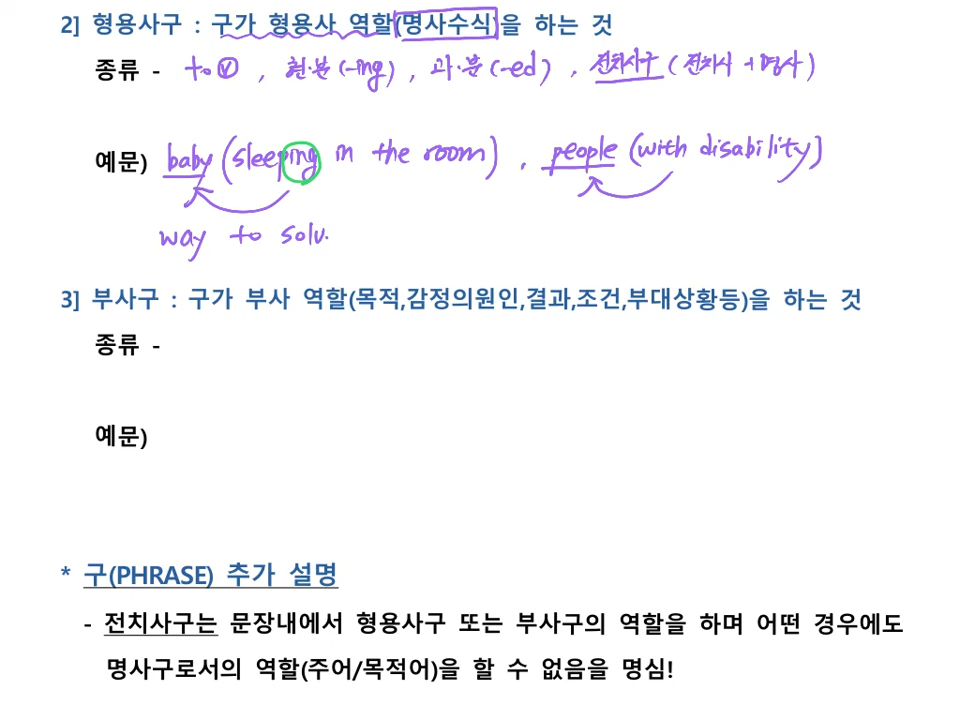 2] 형용사구 : 구가 형용사 역할(명사수식)을 하는 것
종류 - to ⓥ , 현·분(-ing) , 과·분(-ed) , 전치사구 (전치사 + 명사)
예문) baby (sleeping in the room) , people (with disability)
way to solv.
3] 부사구 : 구가 부사 역할(목적,감정의원인,결과,조건,부대상황등)을 하는 것
종류 -
예문)
* 구(PHRASE) 추가 설명
- 전치사구는 문장내에서 형용사구 또는 부사구의 역할을 하며 어떤 경우에도
명사구로서의 역할(주어/목적어)을 할 수 없음을 명심!